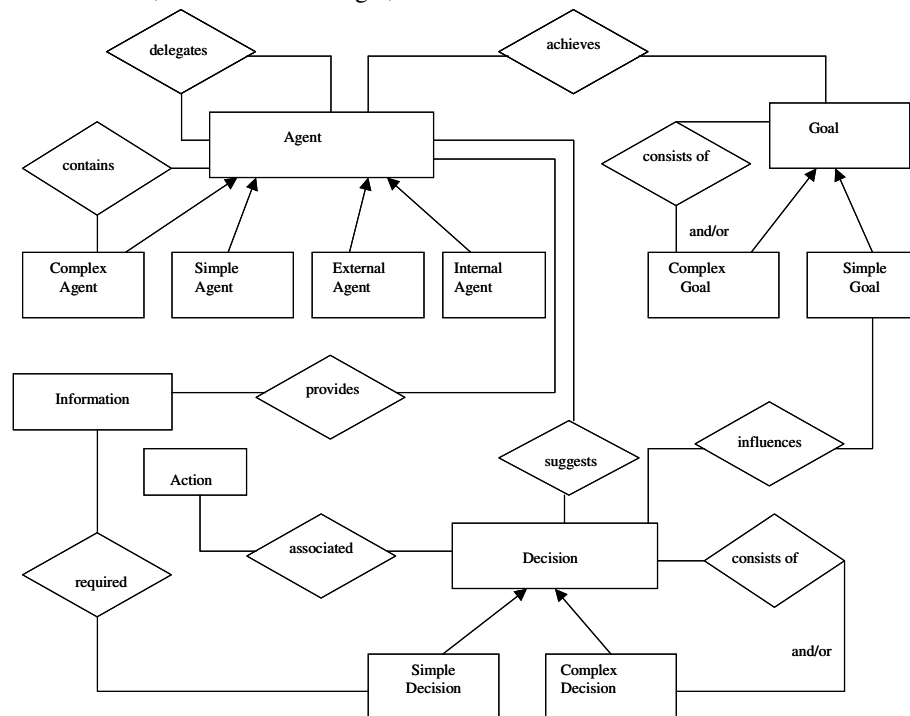 delegates
achieves
Agent
Goal
contains
consists of
and/or
Complex
Agent
Simple
Agent
External
Agent
Internal
Agent
Complex
Goal
Simple
Goal
Information
provides
influences
suggests
Action
associated
Decision
consists of
required
and/or
Simple
Decision
Complex
Decision